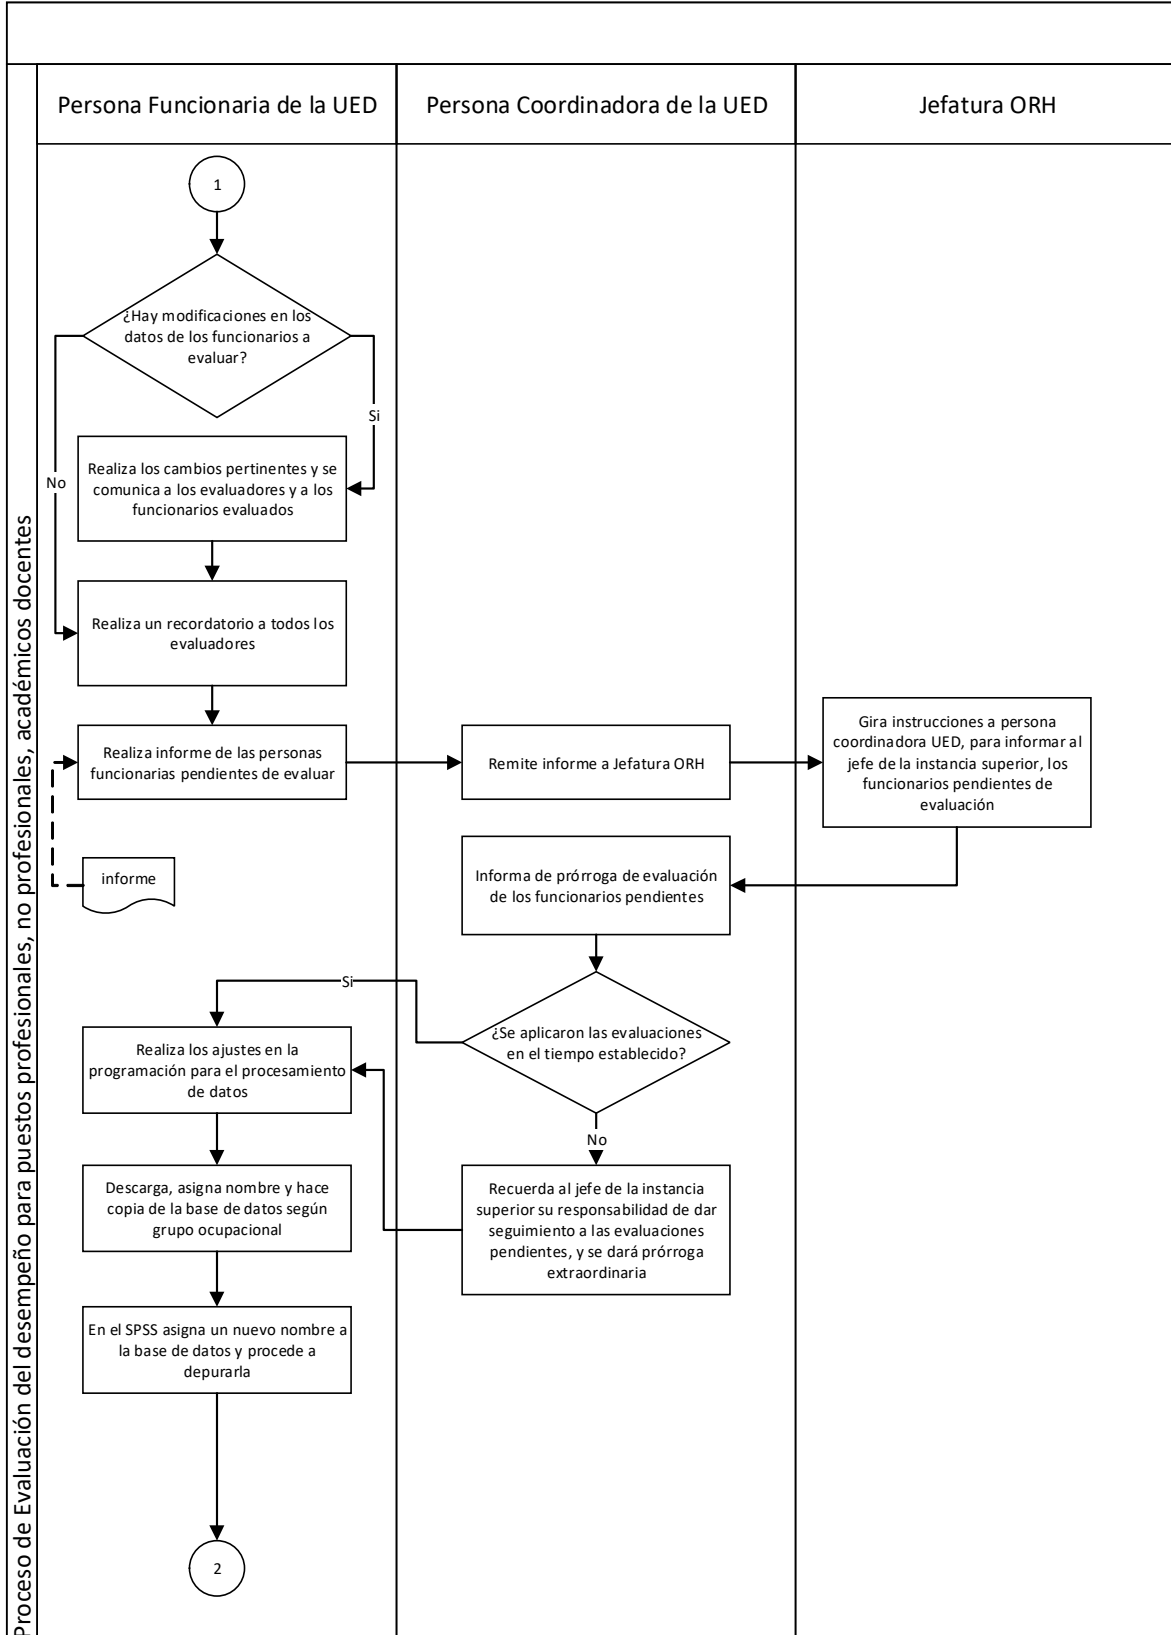 Persona Funcionaria de la UED
Persona Coordinadora de la UED
Jefatura ORH
Proceso de Evaluación del desempeño para puestos profesionales, no profesionales, académicos docentes
1
¿Hay modificaciones en los
datos de los funcionarios a
evaluar?
Si
No
Realiza los cambios pertinentes y se
comunica a los evaluadores y a los
funcionarios evaluados
Realiza un recordatorio a todos los
evaluadores
Realiza informe de las personas
funcionarias pendientes de evaluar
Remite informe a Jefatura ORH
Gira instrucciones a persona
coordinadora UED, para informar al
jefe de la instancia superior, los
funcionarios pendientes de
evaluación
informe
Informa de prórroga de evaluación
de los funcionarios pendientes
¿Se aplicaron las evaluaciones
en el tiempo establecido?
Si
No
Realiza los ajustes en la
programación para el procesamiento
de datos
Recuerda al jefe de la instancia
superior su responsabilidad de dar
seguimiento a las evaluaciones
pendientes, y se dará prórroga
extraordinaria
Descarga, asigna nombre y hace
copia de la base de datos según
grupo ocupacional
En el SPSS asigna un nuevo nombre a
la base de datos y procede a
depurarla
2